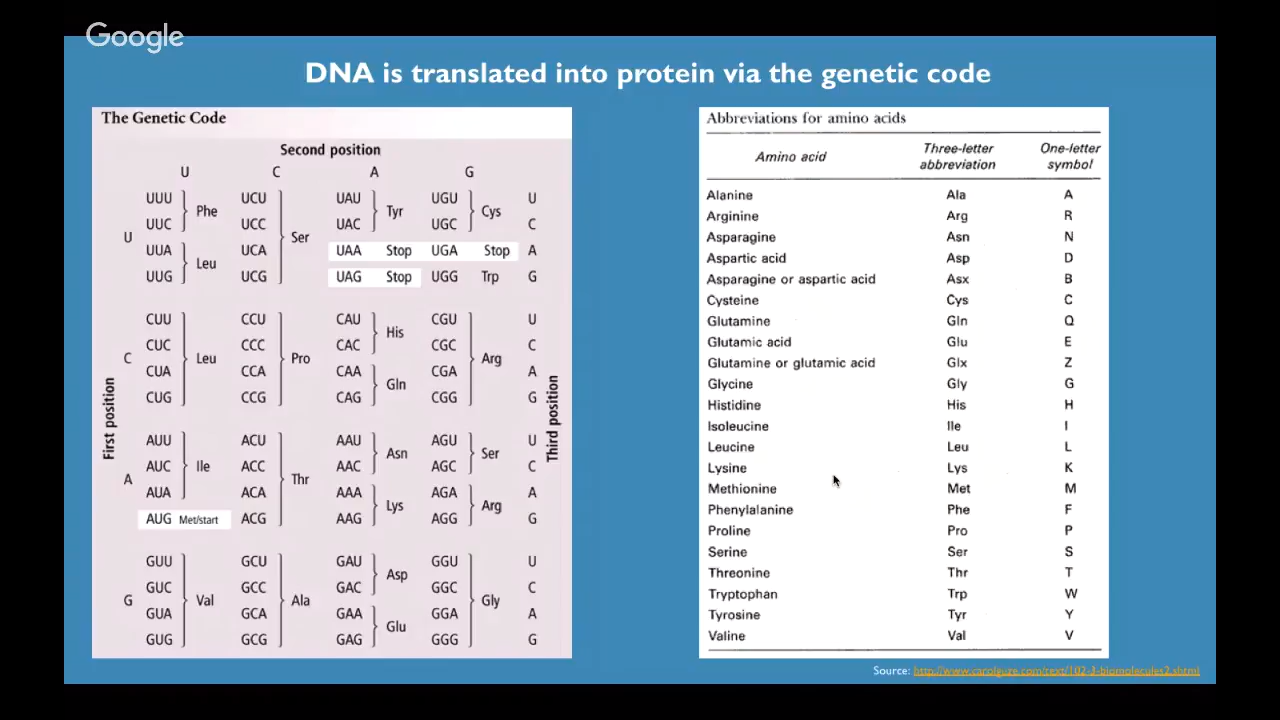 Google
DNA is translated into protein via the genetic code
The Genetic Code
Second position
U C A G
UUU UCU UAU UGU U
Phe Tyr Cys
UUC UCC UAC UGC C
U Ser
UUA UCA UAA Stop UGA Stop A
Leu
UUG UCG UAG Stop UGG Trp G
CUU CCU CAU CGU U
His
CUC CCC CAC CGC C
C Leu Pro Arg
CUA CCA CAA CGA A
Gln
CUG CCG CAG CGG G
First position
Third position
AUU ACU AAU AGU U
Asn Ser
AUC Ile ACC AAC AGC C
A Thr
AUA ACA AAA AGA A
Lys Arg
AUG Met/start ACG AAG AGG G
GUU GCU GAU GGU U
Asp
GUC GCC GAC GGC C
G Val Ala Gly
GUA GCA GAA GGA A
Glu
GUG GCG GAG GGG G
Abbreviations for amino acids
Amino acid Three-letter abbreviation One-letter symbol
Alanine Ala A
Arginine Arg R
Asparagine Asn N
Aspartic acid Asp D
Asparagine or aspartic acid Asx B
Cysteine Cys C
Glutamine Gln Q
Glutamic acid Glu E
Glutamine or glutamic acid Glx Z
Glycine Gly G
Histidine His H
Isoleucine Ile I
Leucine Leu L
Lysine Lys K
Methionine Met M
Phenylalanine Phe F
Proline Pro P
Serine Ser S
Threonine Thr T
Tryptophan Trp W
Tyrosine Tyr Y
Valine Val V
Source: